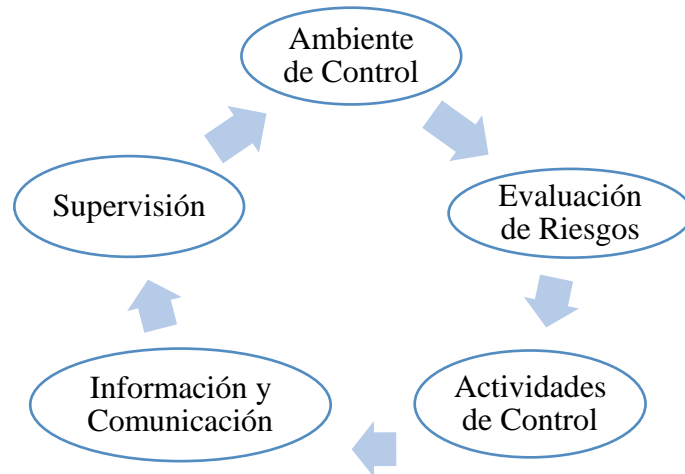 Ambiente
de Control
Evaluación
de Riesgos
Actividades
de Control
Información y
Comunicación
Supervisión